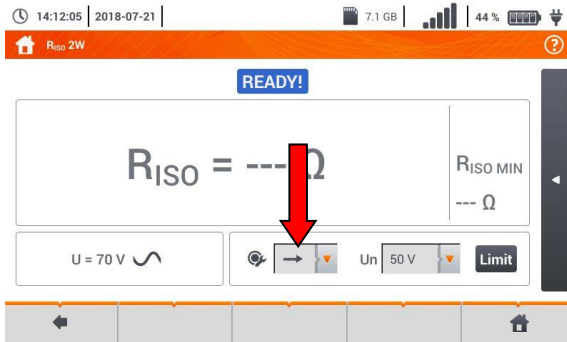 14:12:05 2018-07-21 7.1 GB 44 %
RISO 2W
READY!
RISO = --- Ω
RISO MIN
--- Ω
U = 70 V Un 50 V Limit